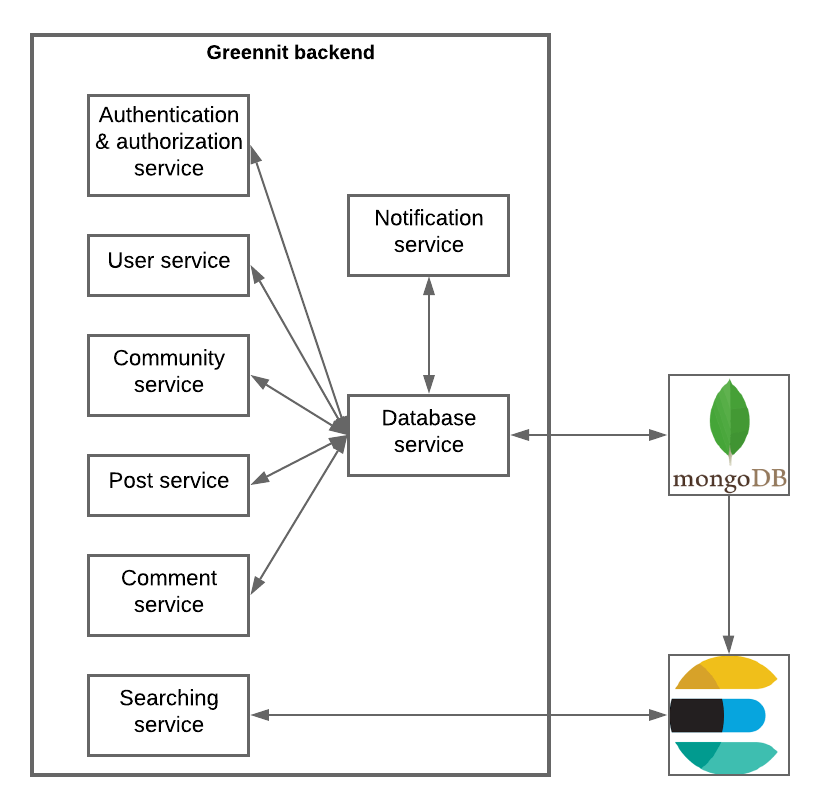 Greennit backend
Authentication
& authorization
service
User service
Community
service
Post service
Comment
service
Searching
service
Notification
service
Database
service
mongoDB